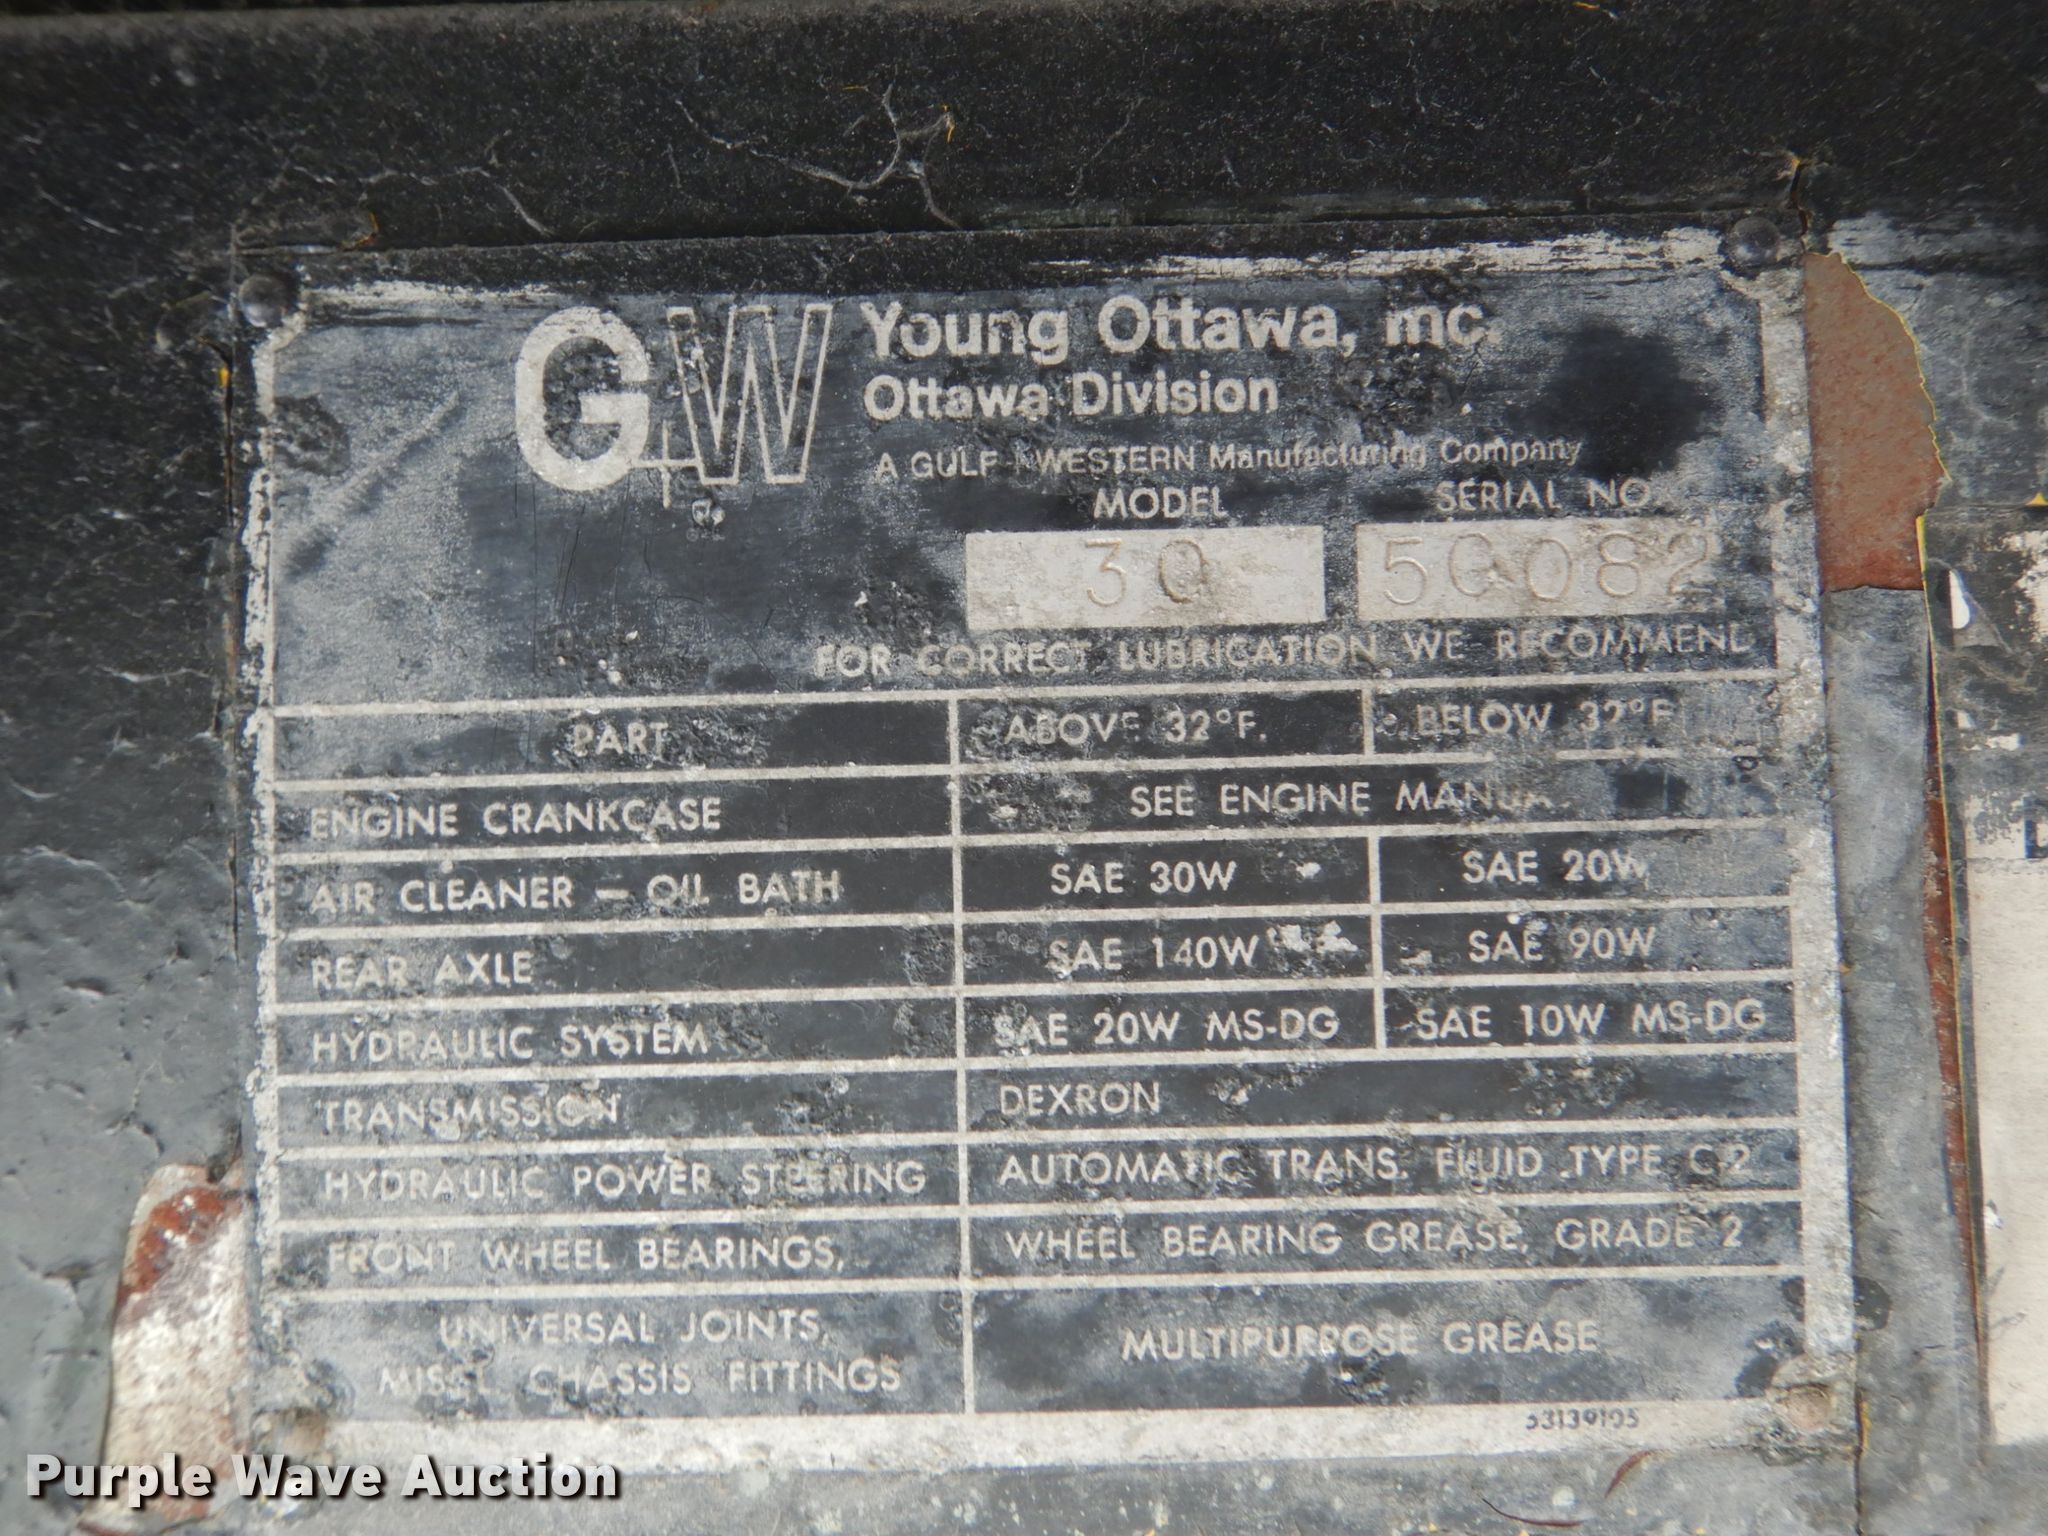 G+W
Young Ottawa, Inc.
Ottawa Division
A GULF + WESTERN Manufacturing Company
MODEL SERIAL NO.
30 50082
FOR CORRECT LUBRICATION WE RECOMMEND
PART ABOVE 32°F. BELOW 32°F.
ENGINE CRANKCASE SEE ENGINE MANUAL
AIR CLEANER – OIL BATH SAE 30W SAE 20W
REAR AXLE SAE 140W SAE 90W
HYDRAULIC SYSTEM SAE 20W MS-DG SAE 10W MS-DG
TRANSMISSION DEXRON
HYDRAULIC POWER STEERING AUTOMATIC TRANS. FLUID TYPE C-2
FRONT WHEEL BEARINGS, WHEEL BEARING GREASE, GRADE 2
UNIVERSAL JOINTS,
MISCL. CHASSIS FITTINGS MULTIPURPOSE GREASE
53139105
Purple Wave Auction